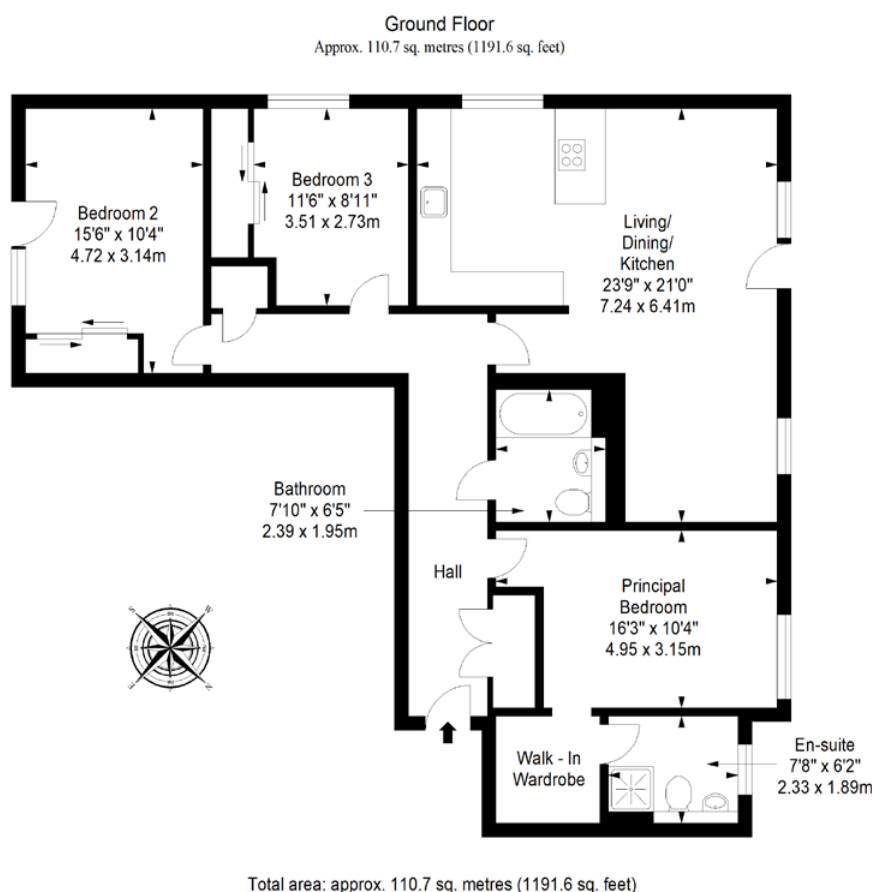 Ground Floor
Approx. 110.7 sq. metres (1191.6 sq. feet)
Bedroom 2
15'6" x 10'4"
4.72 x 3.14m
Bedroom 3
11'6" x 8'11"
3.51 x 2.73m
Living/
Dining/
Kitchen
23'9" x 21'0"
7.24 x 6.41m
Bathroom
7'10" x 6'5"
2.39 x 1.95m
Hall
Principal
Bedroom
16'3" x 10'4"
4.95 x 3.15m
S
W
E
N
Walk - In
Wardrobe
En-suite
7'8" x 6'2"
2.33 x 1.89m
Total area: approx. 110.7 sq. metres (1191.6 sq. feet)